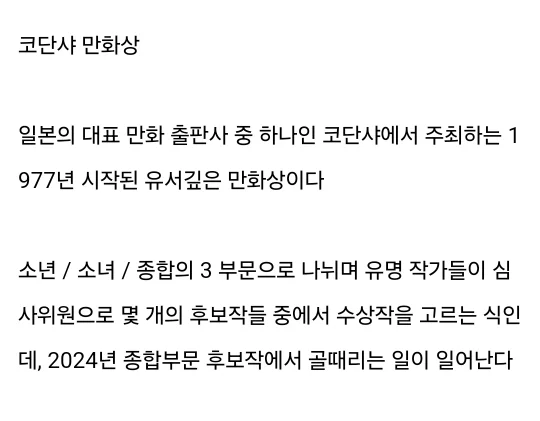 코단샤 만화상
일본의 대표 만화 출판사 중 하나인 코단샤에서 주최하는 1
977년 시작된 유서깊은 만화상이다
소년 / 소녀 / 종합의 3 부문으로 나뉘며 유명 작가들이 심
사위원으로 몇 개의 후보작들 중에서 수상작을 고르는 식인
데, 2024년 종합부문 후보작에서 골때리는 일이 일어난다